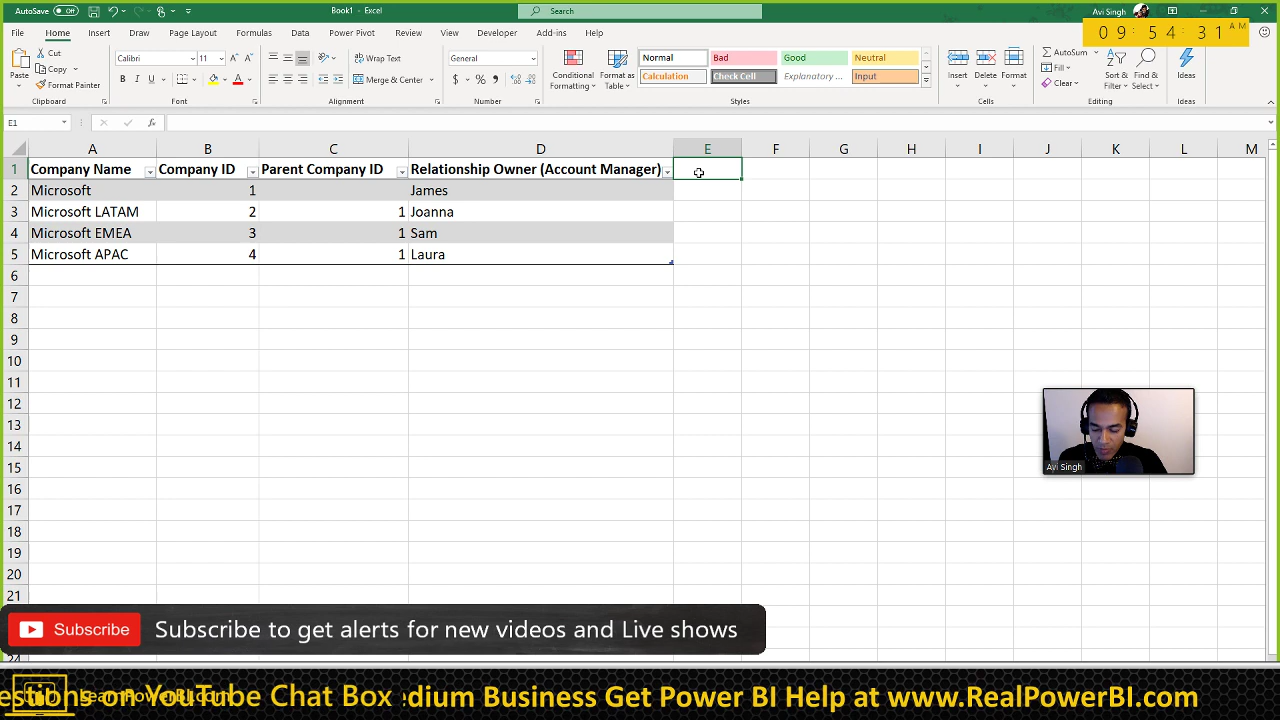 AutoSave Off Book1 - Excel Search Avi Singh
File Home Insert Draw Page Layout Formulas Data Power Pivot Review View Developer Add-ins Help
09:54:31 AM
Paste Cut Copy Format Painter Clipboard
Calibri 11 A A B I U A Font
ab Wrap Text Merge & Center Alignment
General $ % 9 Number
Conditional Formatting Format as Table
Normal Bad Good Neutral
Calculation Check Cell Explanatory ... Input
Styles
Insert Delete Format Cells
AutoSum Fill Clear Sort & Filter Find & Select Editing
Ideas Ideas
E1 fx
A B C D E F G H I J K L M
1 Company Name Company ID Parent Company ID Relationship Owner (Account Manager)
2 Microsoft 1 James
3 Microsoft LATAM 2 1 Joanna
4 Microsoft EMEA 3 1 Sam
5 Microsoft APAC 4 1 Laura
6
7
8
9
10
11
12
13
14
15
16
17
18
19
20
21
Avi Singh
Subscribe Subscribe to get alerts for new videos and Live shows
24
estions on YouTube Chat Box dium Business Get Power BI Help at www.RealPowerBI.com